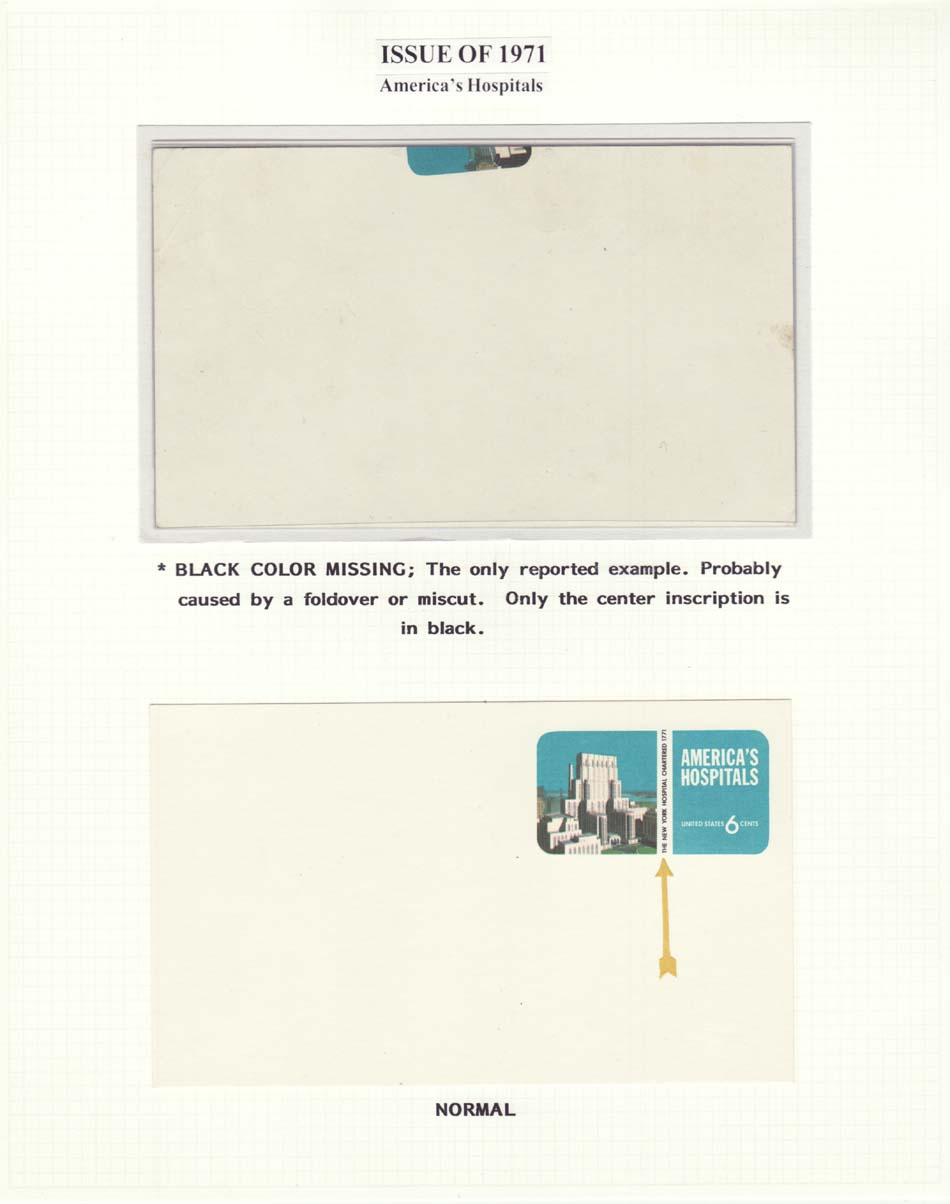 ISSUE OF 1971
America's Hospitals
* BLACK COLOR MISSING; The only reported example. Probably
caused by a foldover or miscut. Only the center inscription is
in black.
THE NEW YORK HOSPITAL CHARTERED 1771
AMERICA'S
HOSPITALS
UNITED STATES 6 CENTS
NORMAL